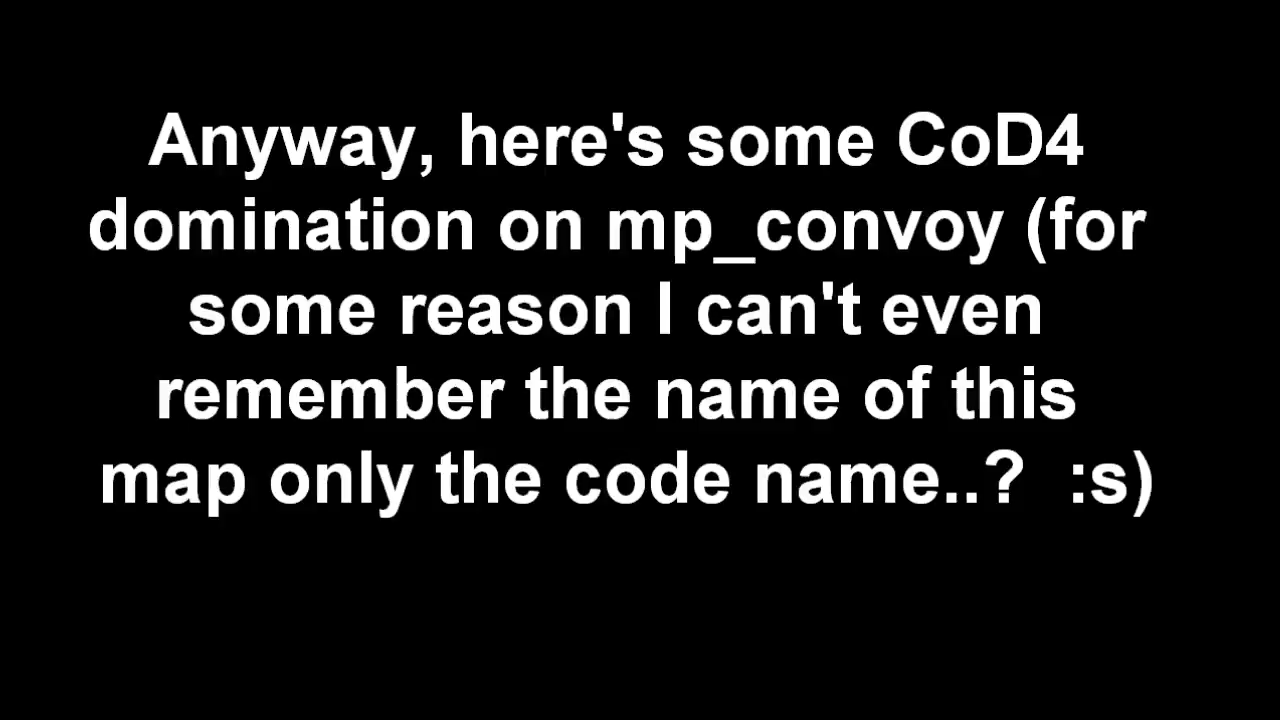 Anyway, here's some CoD4
domination on mp_convoy (for
some reason I can't even
remember the name of this
map only the code name..?  :s)